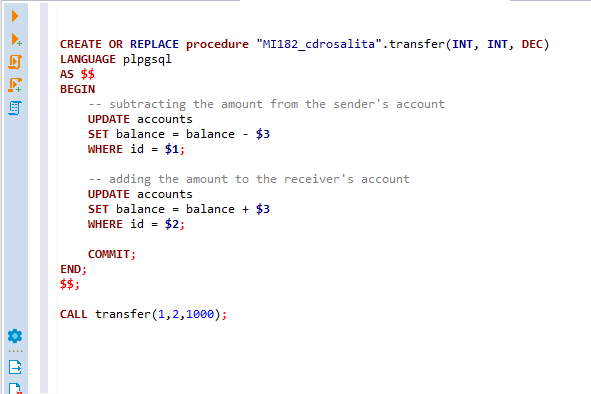 CREATE OR REPLACE procedure "MI182_cdrosalita".transfer(INT, INT, DEC)
LANGUAGE plpgsql
AS $$
BEGIN
-- subtracting the amount from the sender's account
UPDATE accounts
SET balance = balance - $3
WHERE id = $1;
-- adding the amount to the receiver's account
UPDATE accounts
SET balance = balance + $3
WHERE id = $2;
COMMIT;
END;
$$;
CALL transfer(1,2,1000);